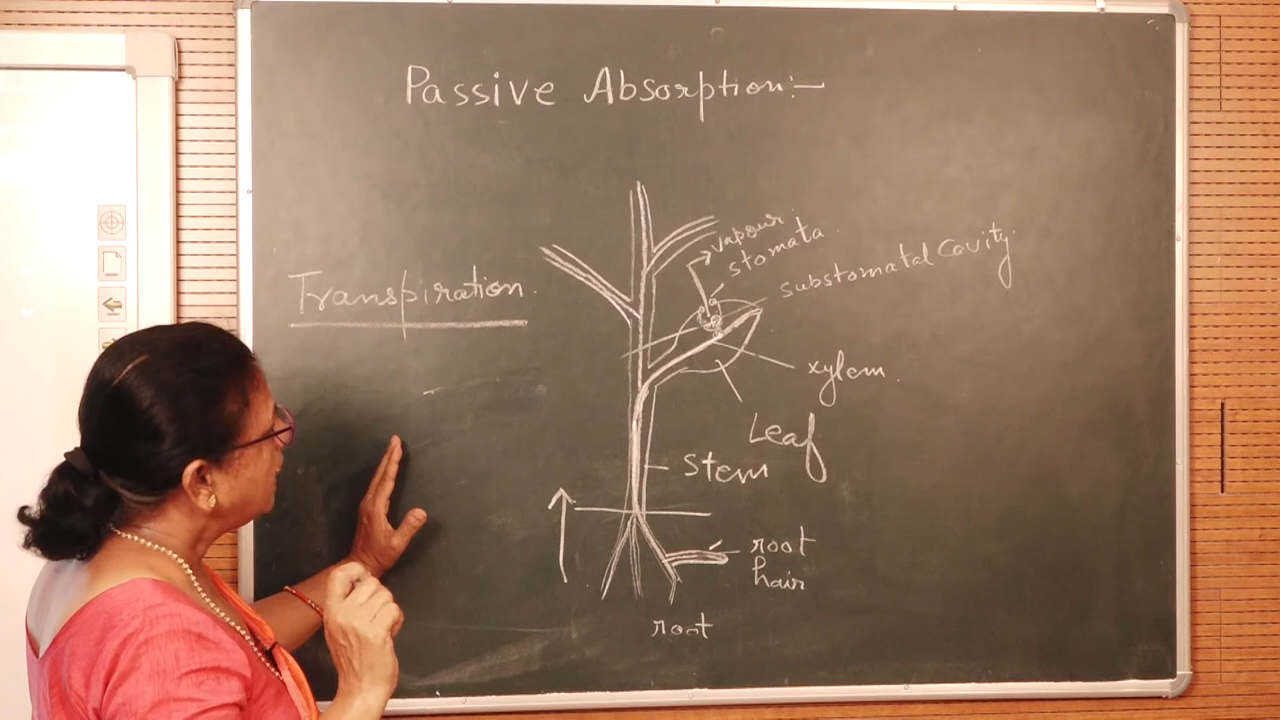 Passive Absorption:-
vapour
stomata
substomatal Cavity
Transpiration.
xylem.
Leaf
Stem
root
hair
root